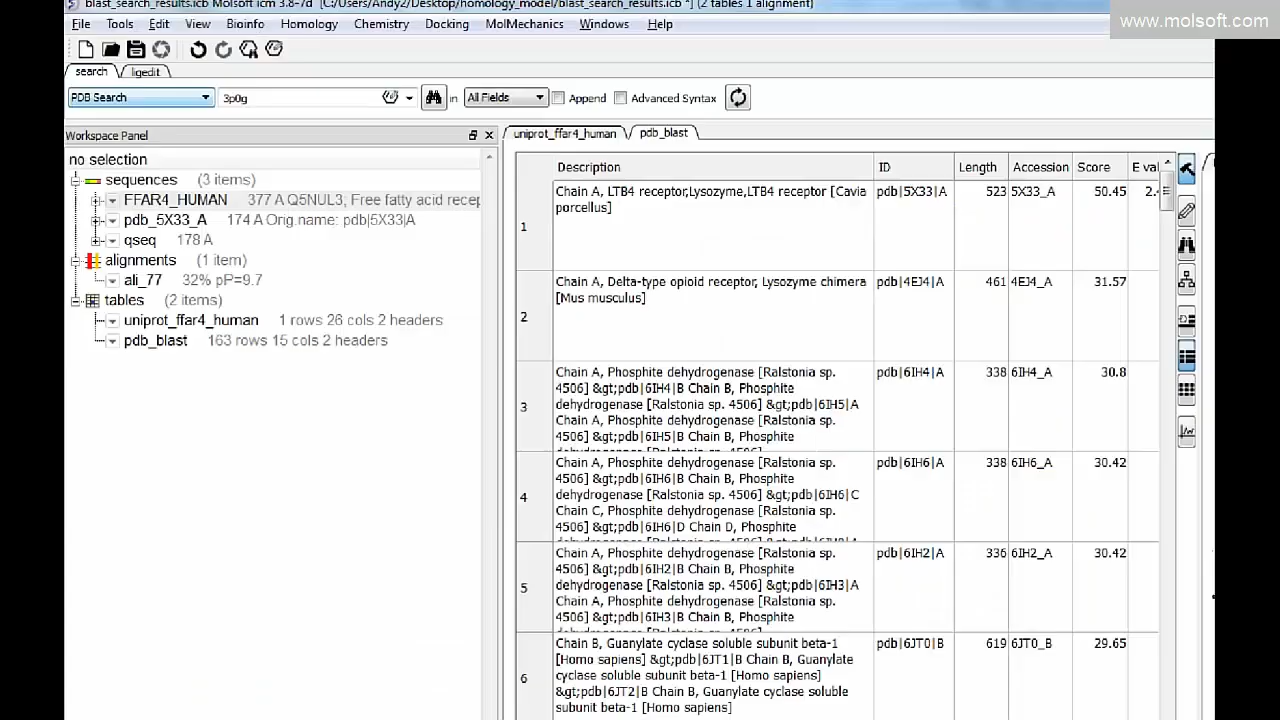 blast_search_results.icb Molsoft icm 3.8-7d [C:/Users/Andy2/Desktop/homology_model/blast_search_results.icb *] (2 tables 1 alignment)
www.molsoft.com
File Tools Edit View Bioinfo Homology Chemistry Docking MolMechanics Windows Help
search ligedit
PDB Search 3p0g in All Fields Append Advanced Syntax
Workspace Panel
uniprot_ffar4_human pdb_blast
no selection
sequences (3 items)
FFAR4_HUMAN 377 A Q5NUL3; Free fatty acid recep
pdb_5X33_A 174 A Orig.name: pdb|5X33|A
qseq 178 A
alignments (1 item)
ali_77 32% pP=9.7
tables (2 items)
uniprot_ffar4_human 1 rows 26 cols 2 headers
pdb_blast 163 rows 15 cols 2 headers
Description ID Length Accession Score E val
1 Chain A, LTB4 receptor,Lysozyme,LTB4 receptor [Cavia pdb|5X33|A 523 5X33_A 50.45 2.
porcellus]
2 Chain A, Delta-type opioid receptor, Lysozyme chimera pdb|4EJ4|A 461 4EJ4_A 31.57
[Mus musculus]
3 Chain A, Phosphite dehydrogenase [Ralstonia sp. pdb|6IH4|A 338 6IH4_A 30.8
4506] &gt;pdb|6IH4|B Chain B, Phosphite
dehydrogenase [Ralstonia sp. 4506] &gt;pdb|6IH5|A
Chain A, Phosphite dehydrogenase [Ralstonia sp.
4506] &gt;pdb|6IH5|B Chain B, Phosphite
4 Chain A, Phosphite dehydrogenase [Ralstonia sp. pdb|6IH6|A 338 6IH6_A 30.42
4506] &gt;pdb|6IH6|B Chain B, Phosphite
dehydrogenase [Ralstonia sp. 4506] &gt;pdb|6IH6|C
Chain C, Phosphite dehydrogenase [Ralstonia sp.
4506] &gt;pdb|6IH6|D Chain D, Phosphite
5 Chain A, Phosphite dehydrogenase [Ralstonia sp. pdb|6IH2|A 336 6IH2_A 30.42
4506] &gt;pdb|6IH2|B Chain B, Phosphite
dehydrogenase [Ralstonia sp. 4506] &gt;pdb|6IH3|A
Chain A, Phosphite dehydrogenase [Ralstonia sp.
4506] &gt;pdb|6IH3|B Chain B, Phosphite
6 Chain B, Guanylate cyclase soluble subunit beta-1 pdb|6JT0|B 619 6JT0_B 29.65
[Homo sapiens] &gt;pdb|6JT1|B Chain B, Guanylate
cyclase soluble subunit beta-1 [Homo sapiens]
&gt;pdb|6JT2|B Chain B, Guanylate cyclase soluble
subunit beta-1 [Homo sapiens]